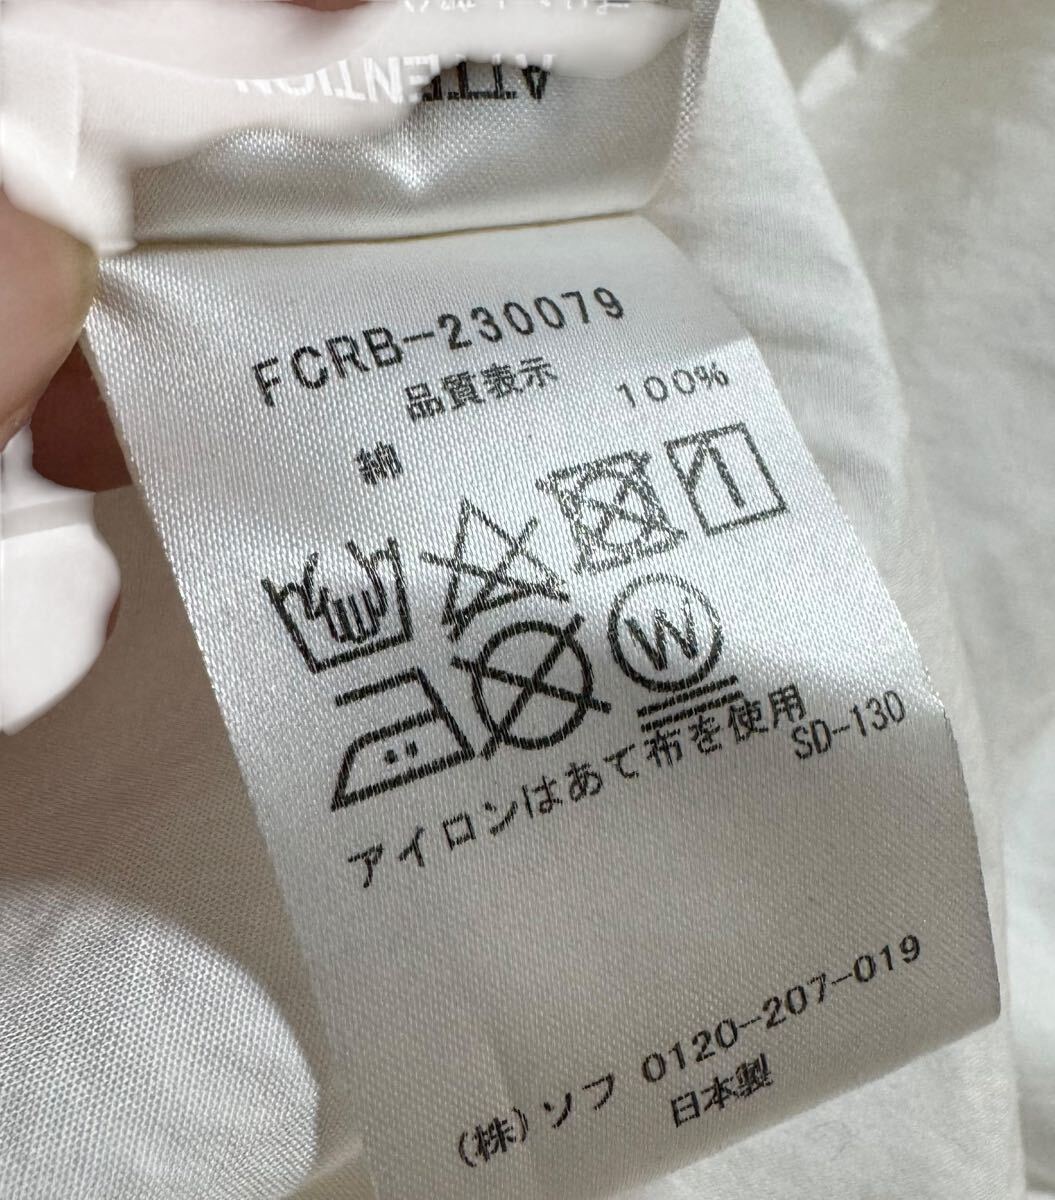 ATTENTION
FCRB-230079
品質表示
綿 100%
W
アイロンはあて布を使用
SD-130
(株)ソフ 0120-207-019
日本製